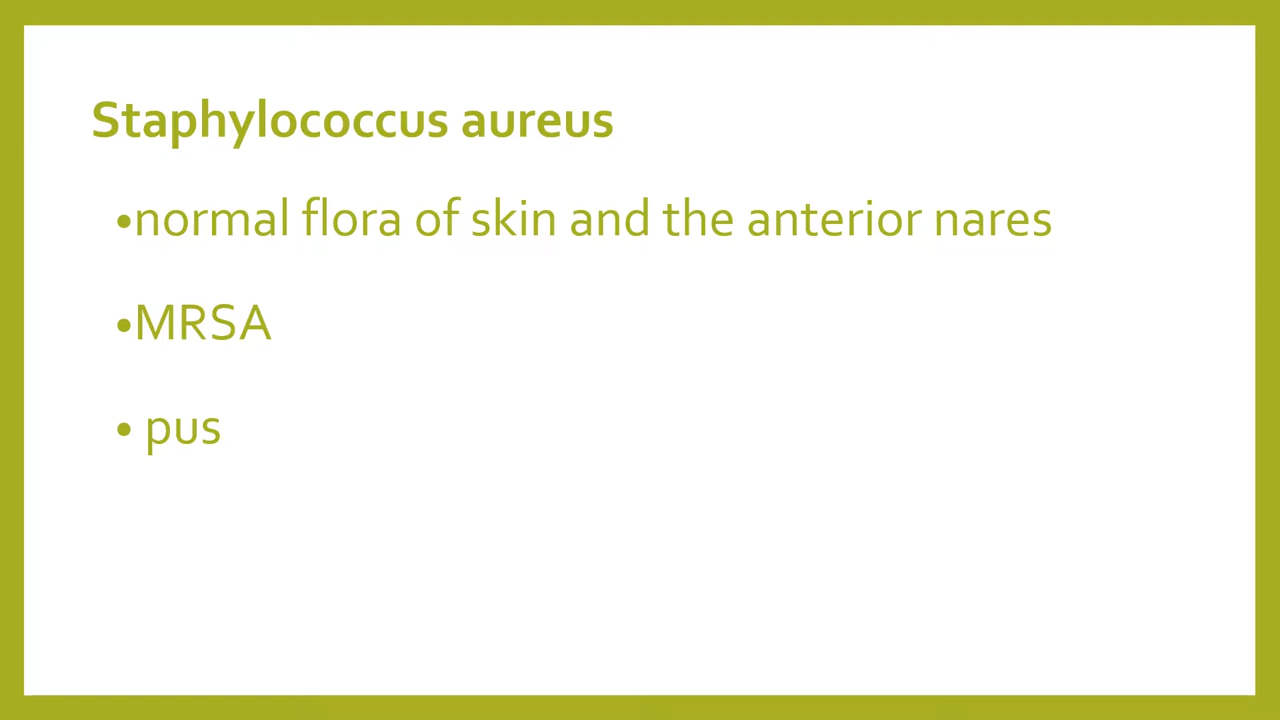 Staphylococcus aureus
•normal flora of skin and the anterior nares
•MRSA
• pus